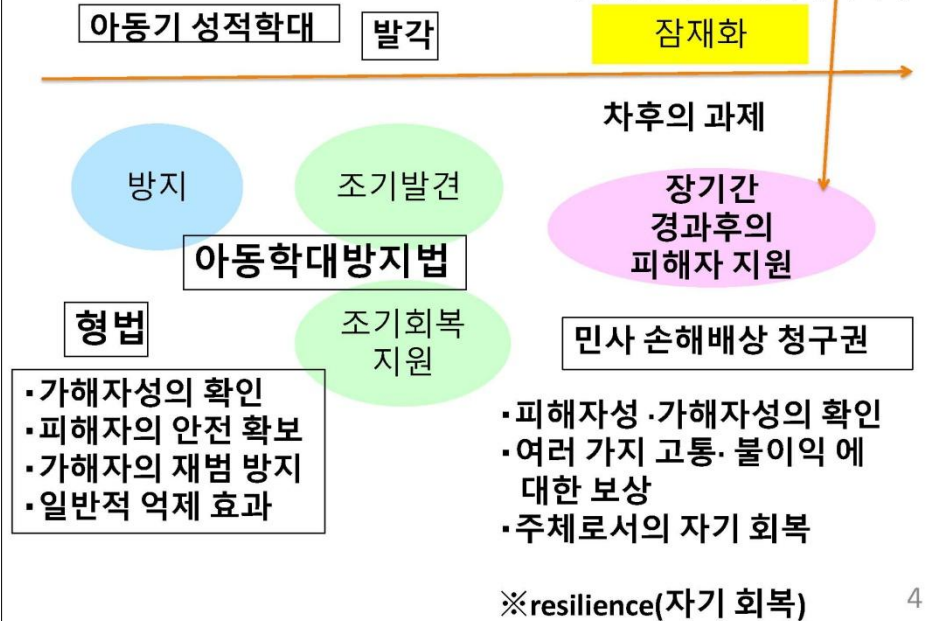 아동기 성적학대
발각
잠재화
차후의 과제
방지
조기발견
장기간
경과후의
피해자 지원
아동학대방지법
형법
조기회복
지원
민사 손해배상 청구권
▪가해자성의 확인
▪피해자의 안전 확보
▪가해자의 재범 방지
▪일반적 억제 효과
▪피해자성 ·가해자성의 확인
▪여러 가지 고통· 불이익 에
대한 보상
▪주체로서의 자기 회복
※resilience(자기 회복)
4